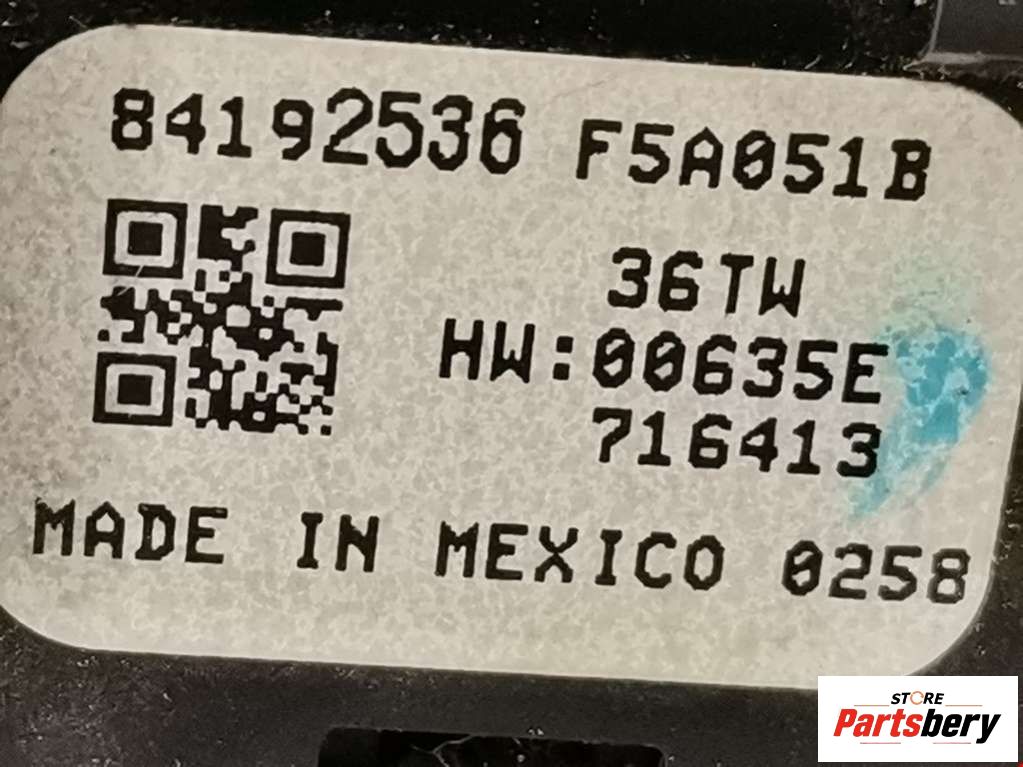 84192536 F5A051B
36TW
HW:00635E
716413
MADE IN MEXICO 0258
STORE
Partsbery